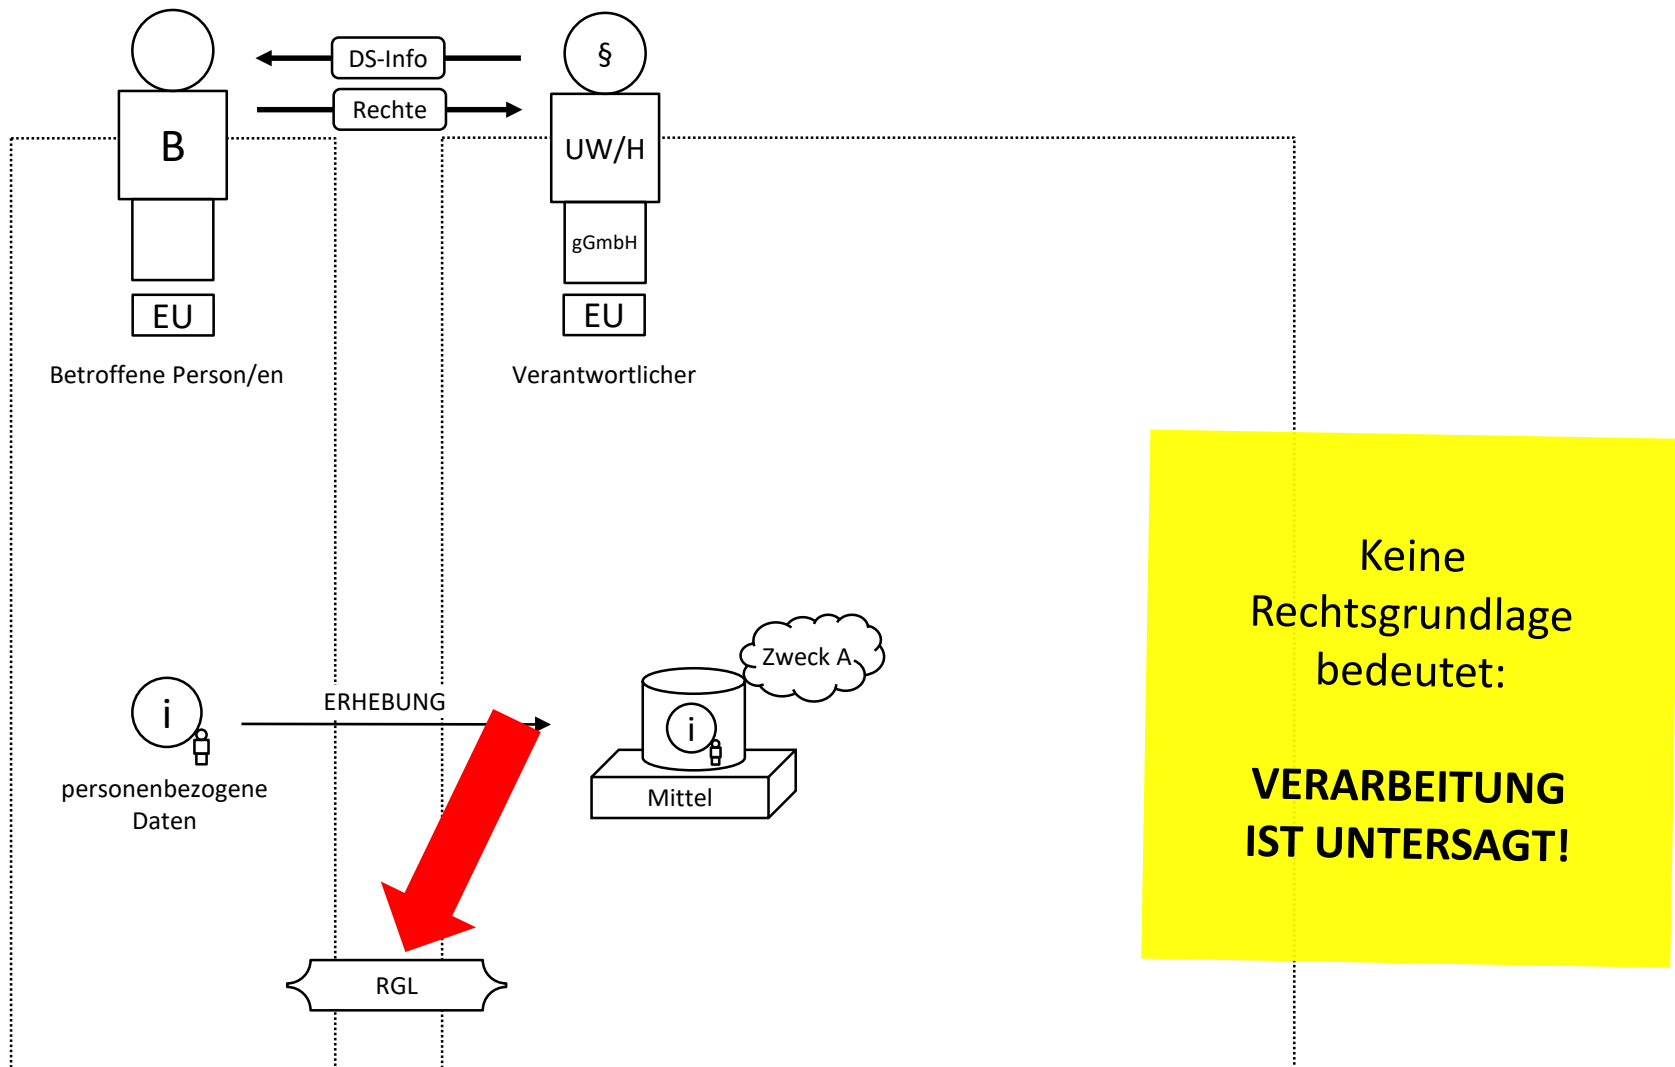 DS-Info
§
Rechte
B
UW/H
gGmbH
EU
EU
Betroffene Person/en
Verantwortlicher
Keine
Rechtsgrundlage
bedeutet:
VERARBEITUNG
IST UNTERSAGT!
Zweck A
ERHEBUNG
i
i
personenbezogene
Daten
Mittel
RGL